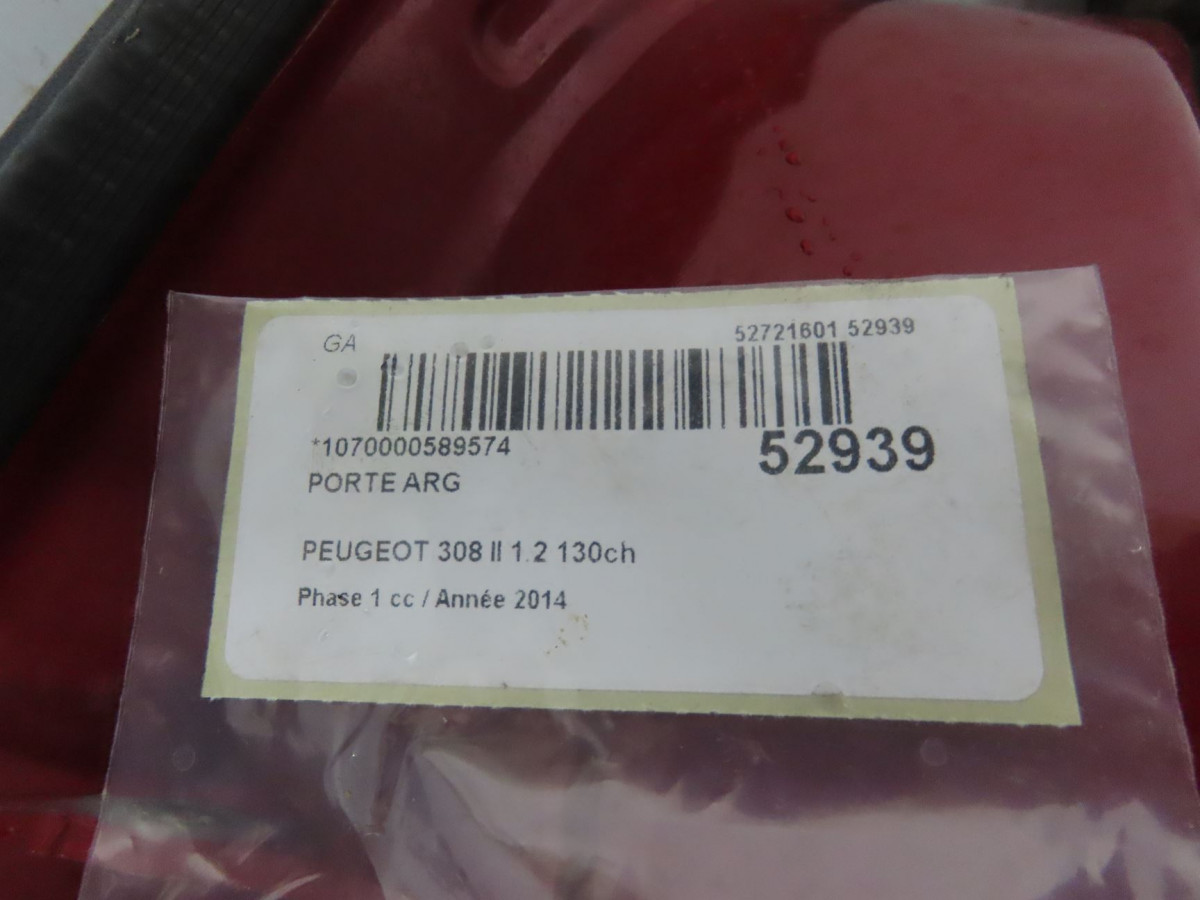 GA
52721601 52939
*1070000589574
52939
PORTE ARG
PEUGEOT 308 II 1.2 130ch
Phase 1 cc / Année 2014